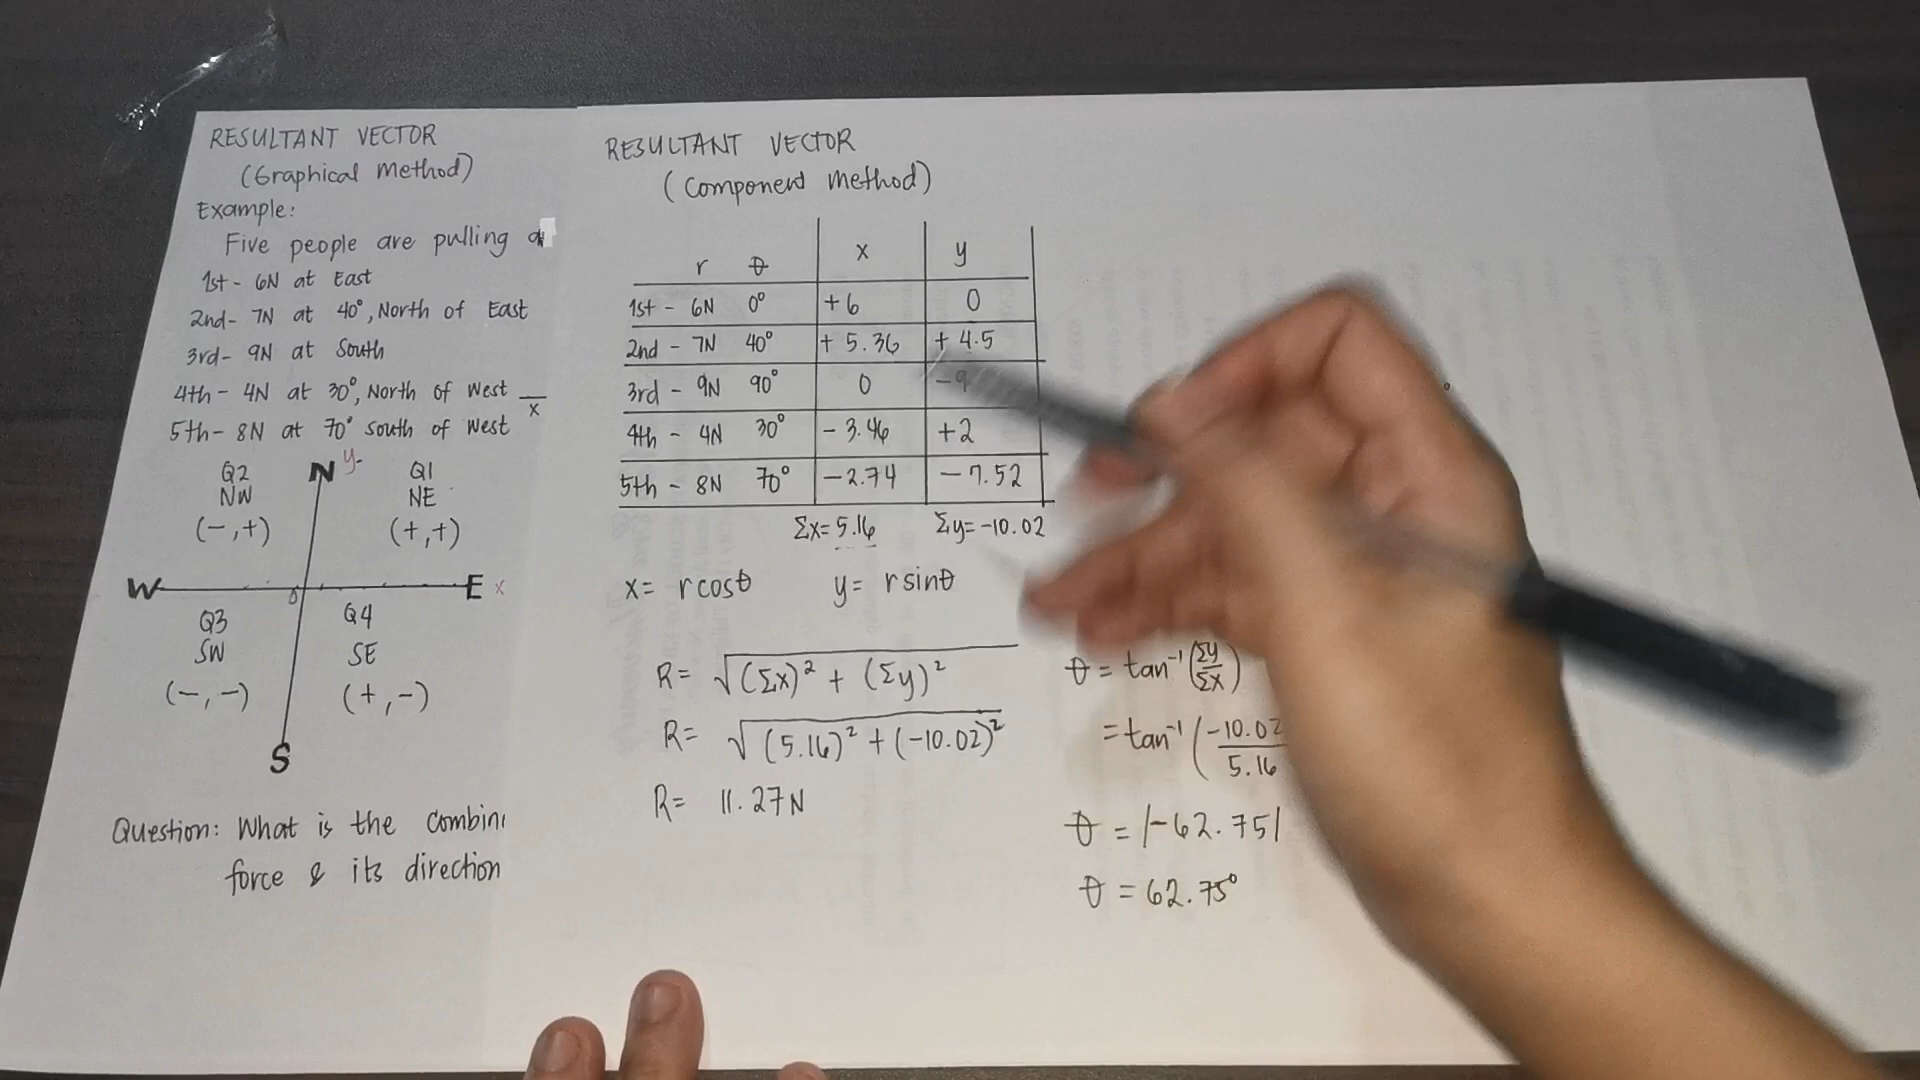 RESULTANT VECTOR
(Graphical Method)
Example:
Five people are pulling a
1st - 6N at East
2nd- 7N at 40°, North of East
3rd- 9N at South
4th- 4N at 30°, North of West
x
5th- 8N at 70° South of West
N y
Q2 NW (-,+)
Q1 NE (+,+)
W E x
Q3 SW (-,-)
Q4 SE (+,-)
S
Question: What is the
force & its direction
RESULTANT VECTOR
(Component Method)
r θ x y
1st - 6N 0° +6 0
2nd - 7N 40° +5.36 +4.5
3rd - 9N 90° 0 -9
4th - 4N 30° -3.46 +2
5th - 8N 70° -2.74 -7.52
Σx=5.16 Σy=-10.02
x= rcosθ y= rsinθ
R= √(Σx)² + (Σy)²
R= √(5.16)² + (-10.02)²
R= 11.27N
θ = tan⁻¹(Σy/Σx)
=tan⁻¹(-10.02/5.16
θ = |-62.75|
θ = 62.75°